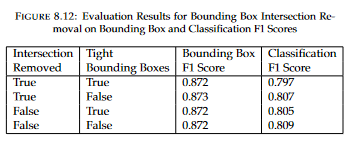 FIGURE 8.12: Evaluation Results for Bounding Box Intersection Re-
moval on Bounding Box and Classification F1 Scores
Intersection Tight Bounding Box Classification
Removed Bounding Boxes F1 Score F1 Score
True True 0.872 0.797
True False 0.873 0.807
False True 0.872 0.805
False False 0.872 0.809